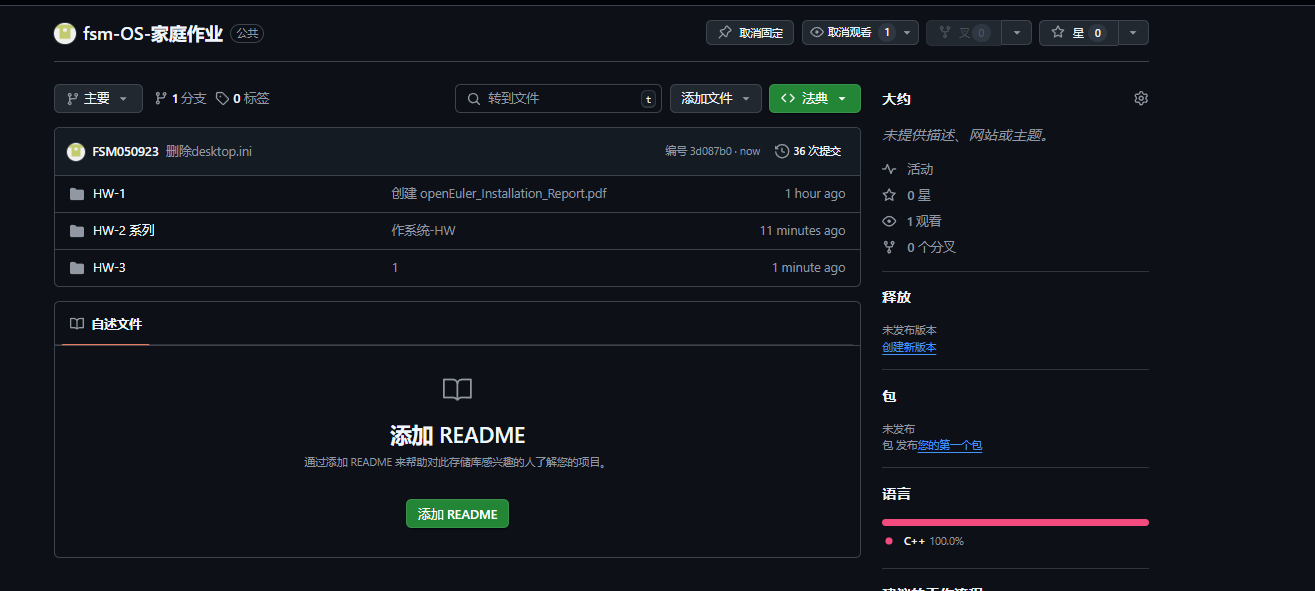 fsm-OS-家庭作业 公共
取消固定 取消观看 1 叉 0 星 0
主要 1 分支 0 标签 转到文件 t 添加文件 法典
FSM050923 删除desktop.ini 编号 3d087b0 · now 36 次提交
HW-1 创建 openEuler_Installation_Report.pdf 1 hour ago
HW-2 系列 作系统-HW 11 minutes ago
HW-3 1 1 minute ago
自述文件
添加 README
通过添加 README 来帮助对此存储库感兴趣的人了解您的项目。
添加 README
大约
未提供描述、网站或主题。
活动
0 星
1 观看
0 个分叉
释放
未发布版本
创建新版本
包
未发布
包 发布您的第一个包
语言
C++ 100.0%
建议的工作流程